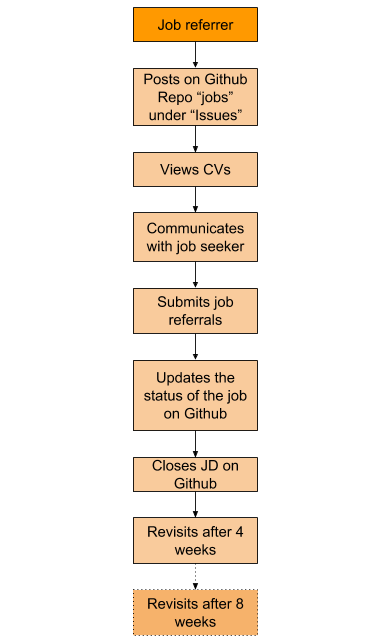 Job referrer
Posts on Github
Repo “jobs”
under “Issues”
Views CVs
Communicates
with job seeker
Submits job
referrals
Updates the
status of the job
on Github
Closes JD on
Github
Revisits after 4
weeks
Revisits after 8
weeks